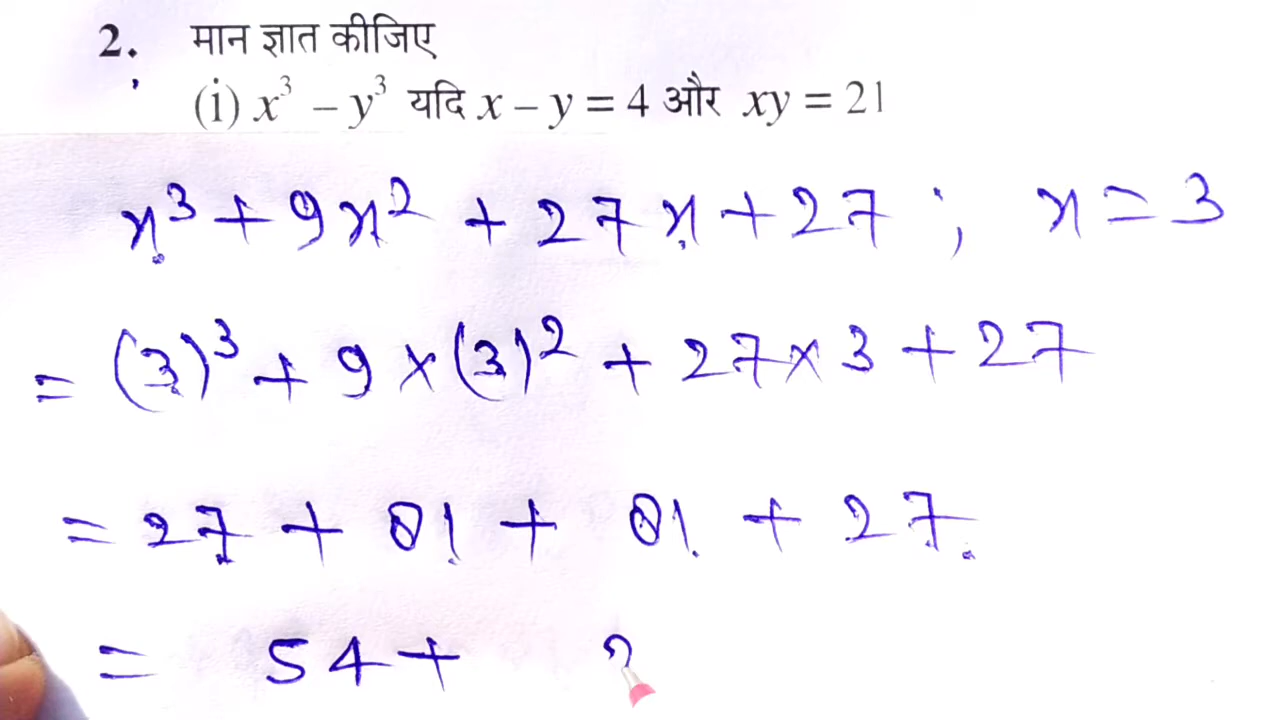 2. मान ज्ञात कीजिए
(i) x³ – y³ यदि x – y = 4 और xy = 21
x³ + 9x² + 27x + 27 ; x = 3
= (3)³ + 9 × (3)² + 27 × 3 + 27
= 27 + 81 + 81 + 27
= 54 +